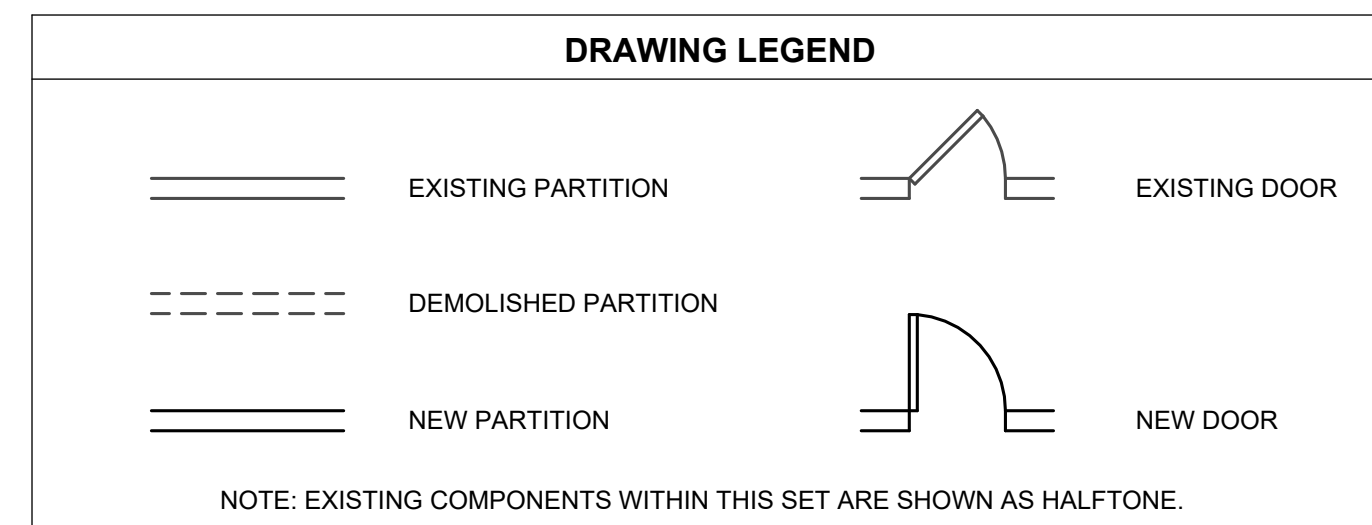 DRAWING LEGEND
EXISTING PARTITION
EXISTING DOOR
DEMOLISHED PARTITION
NEW PARTITION
NEW DOOR
NOTE: EXISTING COMPONENTS WITHIN THIS SET ARE SHOWN AS HALFTONE.